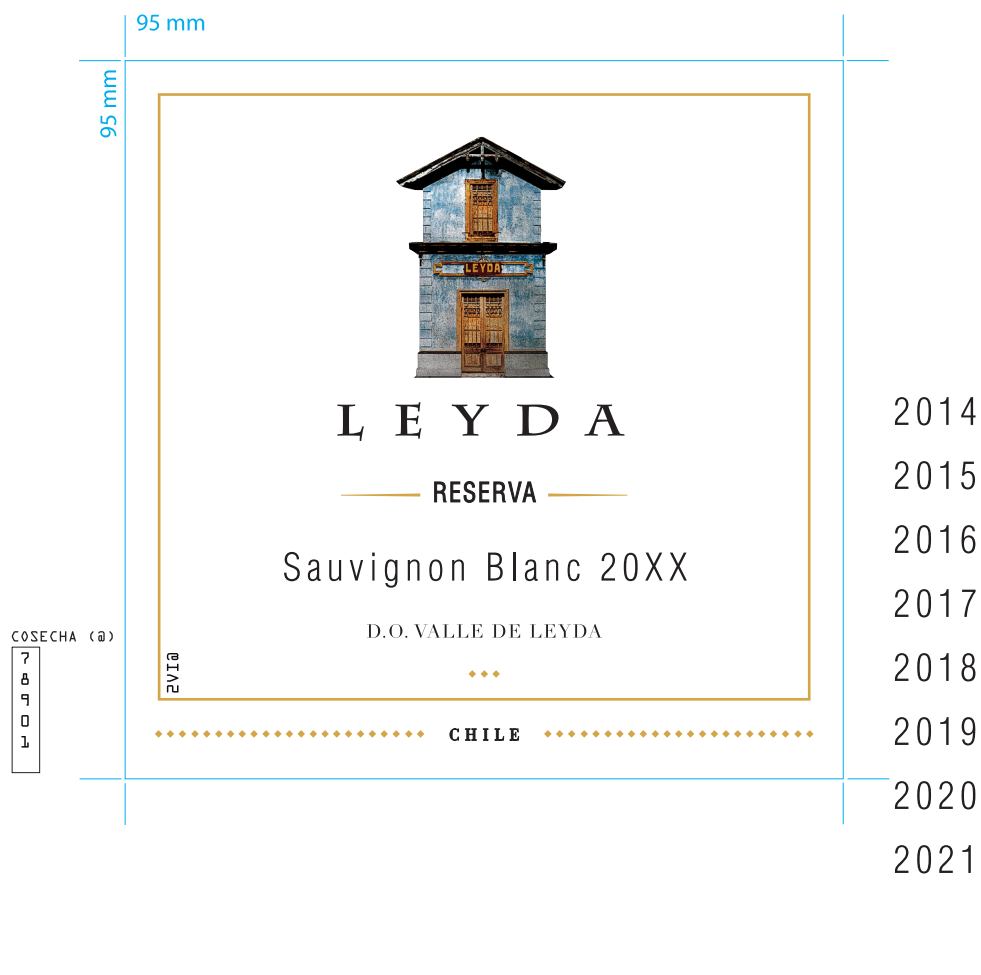 95 mm
95 mm
LEYDA
LEYDA
RESERVA
Sauvignon Blanc 20XX
D.O. VALLE DE LEYDA
2VI@
CHILE
COSECHA (@)
7
8
9
0
1
2014
2015
2016
2017
2018
2019
2020
2021